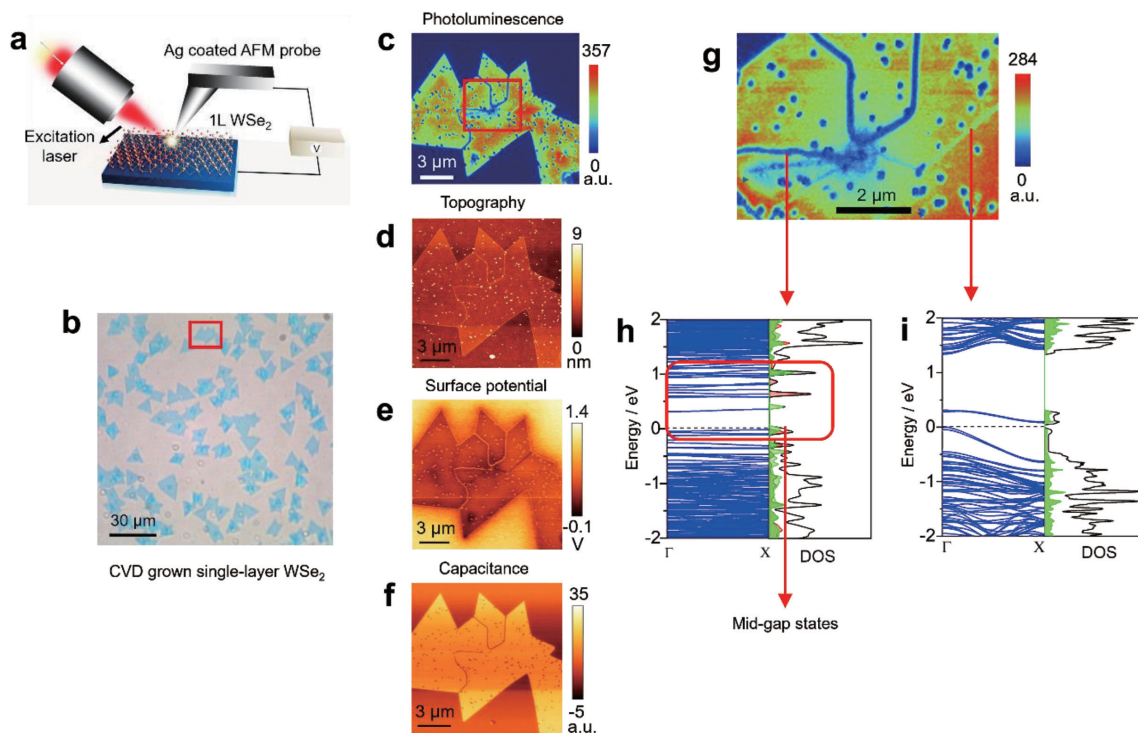 a
Ag coated AFM probe
1L WSe₂
Excitation
laser
V
b
30 µm
CVD grown single-layer WSe₂
c
Photoluminescence
3 µm
357
0
a.u.
d
Topography
3 µm
9
0
nm
e
Surface potential
3 µm
1.4
-0.1
V
f
Capacitance
3 µm
35
-5
a.u.
g
2 µm
284
0
a.u.
h
Energy / eV
2
1
0
-1
-2
Γ
X
DOS
Mid-gap states
i
Energy / eV
2
1
0
-1
-2
Γ
X
DOS